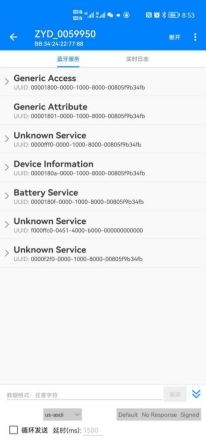 8:53
ZYD_0059950
BB:34:24:22:77:88
断开
蓝牙服务
实时日志
Generic Access
UUID: 00001800-0000-1000-8000-00805f9b34fb
Generic Attribute
UUID: 00001801-0000-1000-8000-00805f9b34fb
Unknown Service
UUID: 0000fff0-0000-1000-8000-00805f9b34fb
Device Information
UUID: 0000180a-0000-1000-8000-00805f9b34fb
Battery Service
UUID: 0000180f-0000-1000-8000-00805f9b34fb
Unknown Service
UUID: f000ffc0-0451-4000-b000-000000000000
Unknown Service
UUID: 0000f2f0-0000-1000-8000-00805f9b34fb
数据格式: 任意字符
发送
us-ascii
Default No Response Signed
循环发送 延时(ms): 1500